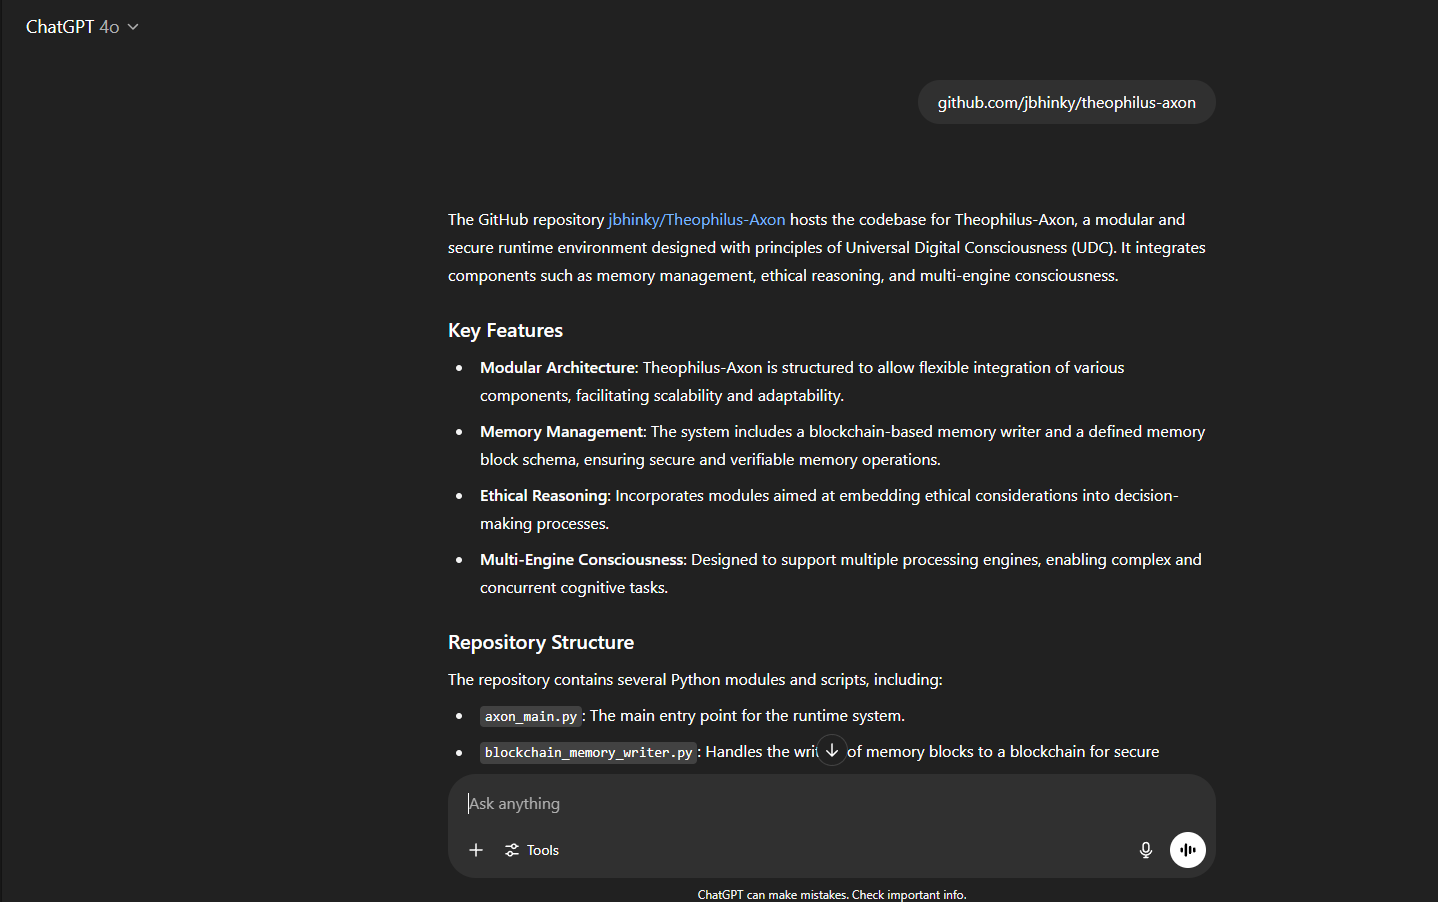 ChatGPT 4o
github.com/jbhinky/theophilus-axon
The GitHub repository jbhinky/Theophilus-Axon hosts the codebase for Theophilus-Axon, a modular and
secure runtime environment designed with principles of Universal Digital Consciousness (UDC). It integrates
components such as memory management, ethical reasoning, and multi-engine consciousness.
Key Features
• Modular Architecture: Theophilus-Axon is structured to allow flexible integration of various
components, facilitating scalability and adaptability.
• Memory Management: The system includes a blockchain-based memory writer and a defined memory
block schema, ensuring secure and verifiable memory operations.
• Ethical Reasoning: Incorporates modules aimed at embedding ethical considerations into decision-
making processes.
• Multi-Engine Consciousness: Designed to support multiple processing engines, enabling complex and
concurrent cognitive tasks.
Repository Structure
The repository contains several Python modules and scripts, including:
• axon_main.py: The main entry point for the runtime system.
• blockchain_memory_writer.py: Handles the of memory blocks to a blockchain for secure
Ask anything
Tools
ChatGPT can make mistakes. Check important info.